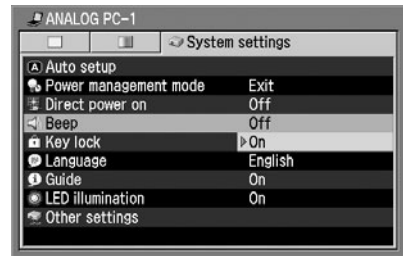 ANALOG PC-1
System settings
Auto setup
Power management mode Exit
Direct power on Off
Beep Off
Key lock On
Language English
Guide On
LED illumination On
Other settings